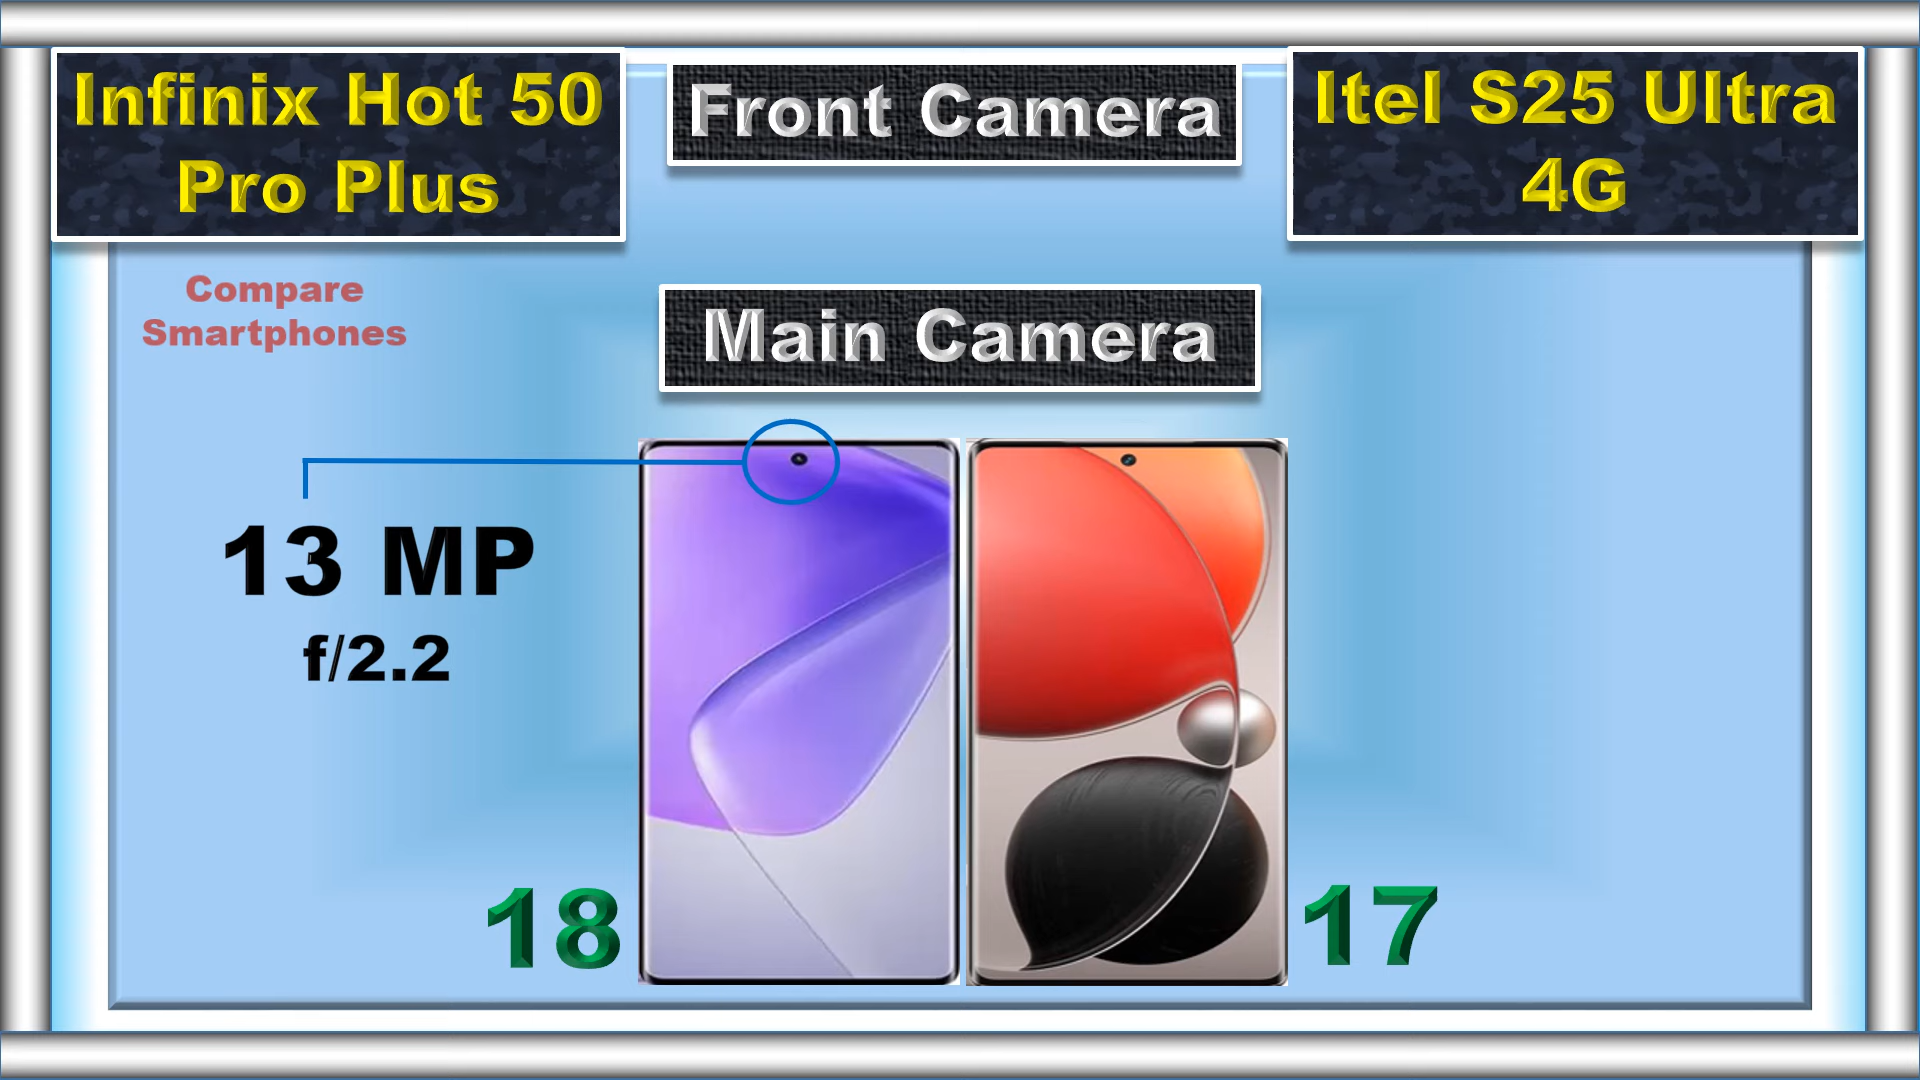 Infinix Hot 50
Pro Plus
Front Camera
Itel S25 Ultra
4G
Compare
Smartphones
Main Camera
13 MP
f/2.2
18
17